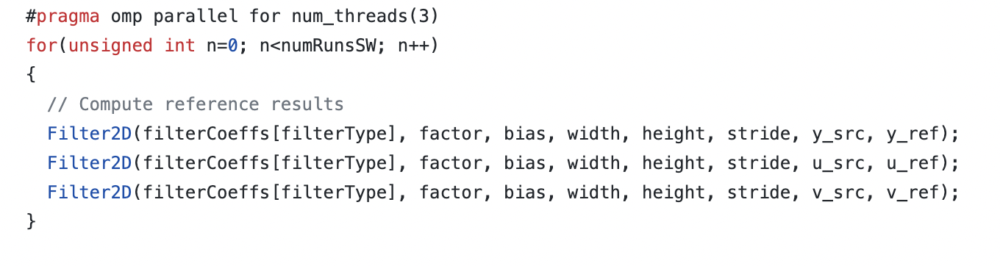 #pragma omp parallel for num_threads(3)
for(unsigned int n=0; n<numRunsSW; n++)
{
  // Compute reference results
  Filter2D(filterCoeffs[filterType], factor, bias, width, height, stride, y_src, y_ref);
  Filter2D(filterCoeffs[filterType], factor, bias, width, height, stride, u_src, u_ref);
  Filter2D(filterCoeffs[filterType], factor, bias, width, height, stride, v_src, v_ref);
}